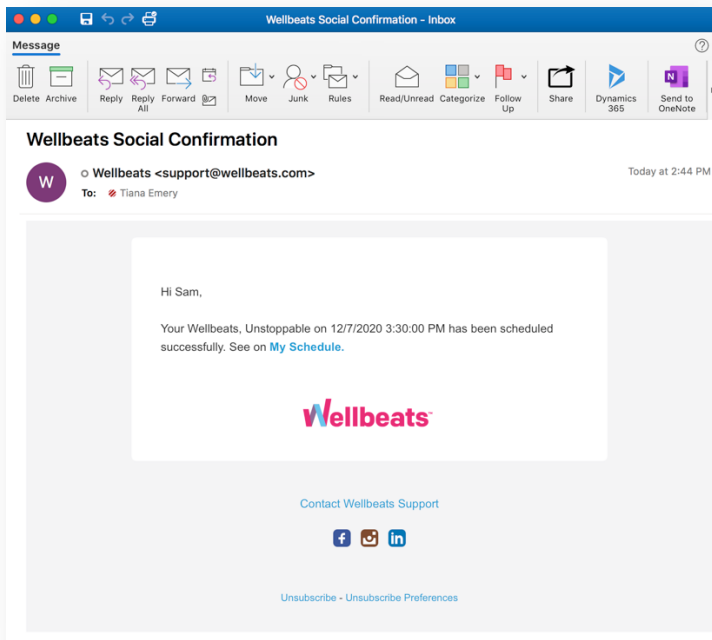 Wellbeats Social Confirmation - Inbox
Message
Delete Archive Reply Reply All Forward Move Junk Rules Read/Unread Categorize Follow Up Share Dynamics 365 Send to OneNote
Wellbeats Social Confirmation
W
Wellbeats <support@wellbeats.com>
Today at 2:44 PM
To: Tiana Emery
Hi Sam,
Your Wellbeats, Unstoppable on 12/7/2020 3:30:00 PM has been scheduled
successfully. See on My Schedule.
Wellbeats
Contact Wellbeats Support
Unsubscribe - Unsubscribe Preferences